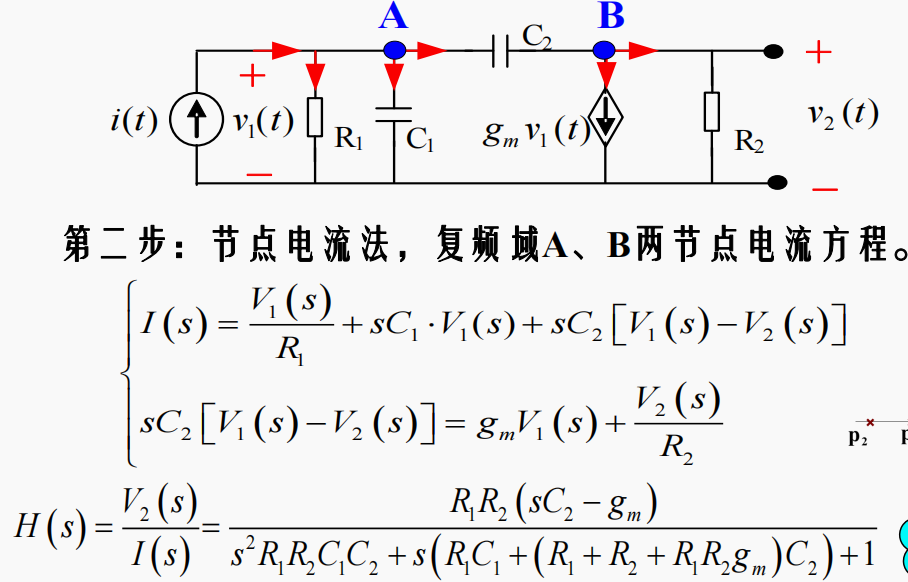 A B
C₂
+ +
i(t) v₁(t) R₁ C₁ gₘ v₁(t) R₂ v₂(t)
− −
第二步：节点电流法，复频域A、B两节点电流方程。
I(s) = V₁(s)/R₁ + sC₁·V₁(s) + sC₂[V₁(s) − V₂(s)]
sC₂[V₁(s) − V₂(s)] = gₘV₁(s) + V₂(s)/R₂
p₂
H(s) = V₂(s)/I(s) = R₁R₂(sC₂ − gₘ)/(s²R₁R₂C₁C₂ + s(R₁C₁ + (R₁ + R₂ + R₁R₂gₘ)C₂) + 1)